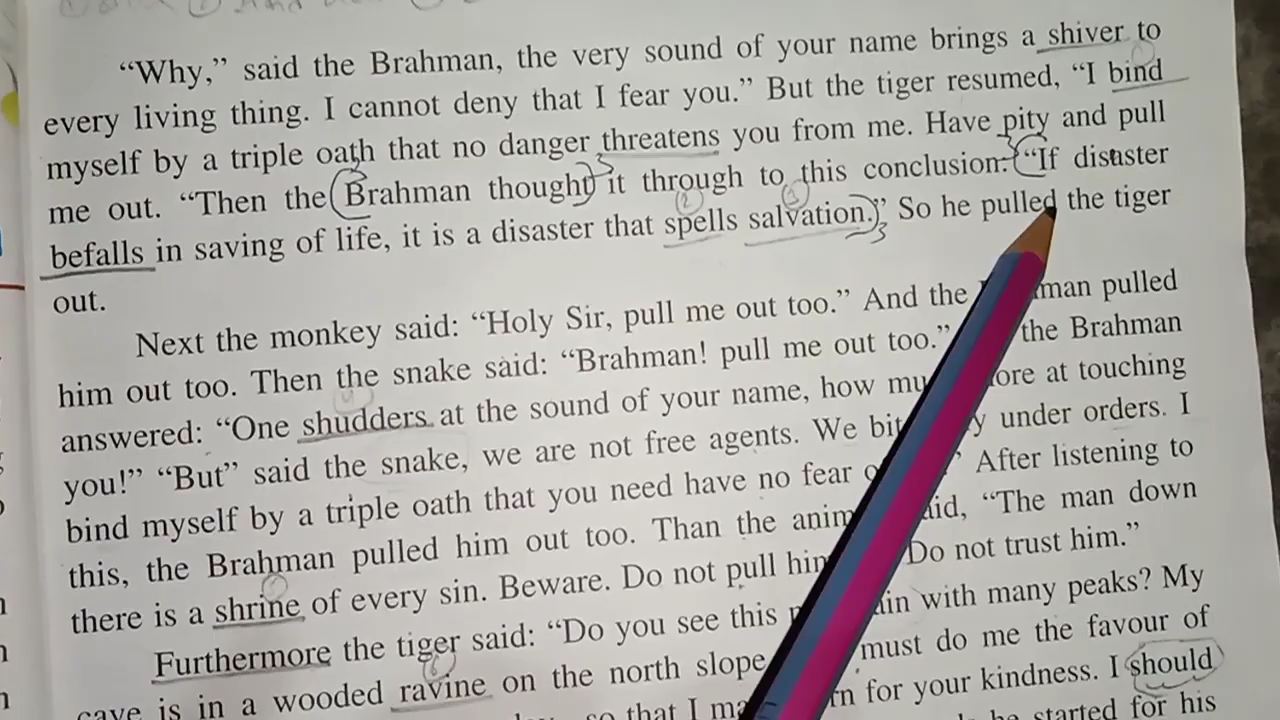 “Why,” said the Brahman, the very sound of your name brings a shiver to
every living thing. I cannot deny that I fear you.” But the tiger resumed, “I bind
myself by a triple oath that no danger threatens you from me. Have pity and pull
me out. “Then the Brahman thought it through to this conclusion: “If disaster
befalls in saving of life, it is a disaster that spells salvation.” So he pulled the tiger
out.
Next the monkey said: “Holy Sir, pull me out too.” And the pulled
him out too. Then the snake said: “Brahman! pull me out too.” the Brahman
answered: “One shudders at the sound of your name, how at touching
you!” “But” said the snake, we are not free agents. We under orders. I
bind myself by a triple oath that you need have no fear After listening to
this, the Brahman pulled him out too. Than the “The man down
there is a shrine of every sin. Beware. Do not pull Do not trust him.”
Furthermore the tiger said: “Do you see this with many peaks? My
cave is in a wooded ravine on the north slope must do me the favour of
so that I for your kindness. I should
started for his